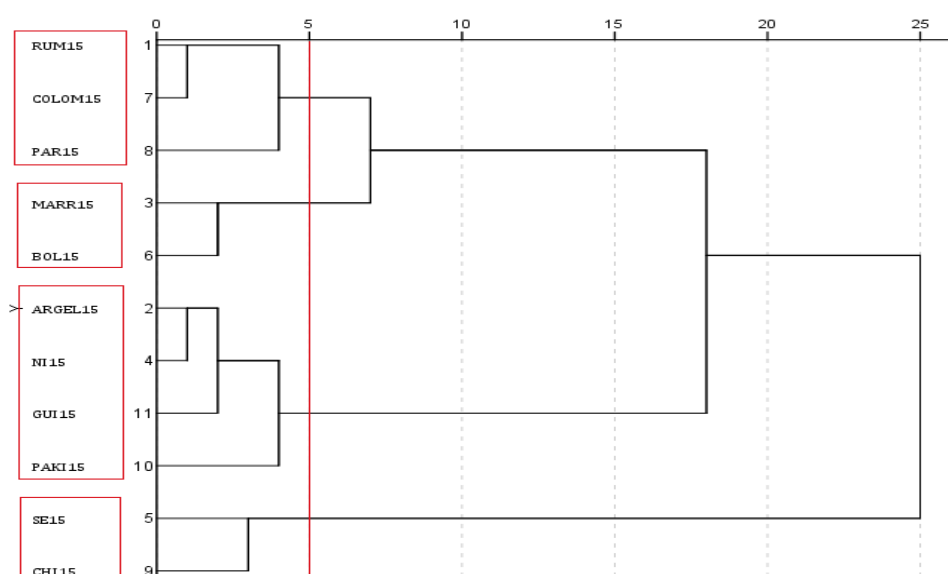 0 5 10 15 20 25
RUM15 1
COLOM15 7
PAR15 8
MARR15 3
BOL15 6
ARGEL15 2
NI15 4
GUI15 11
PAKI15 10
SE15 5
CHI15 9